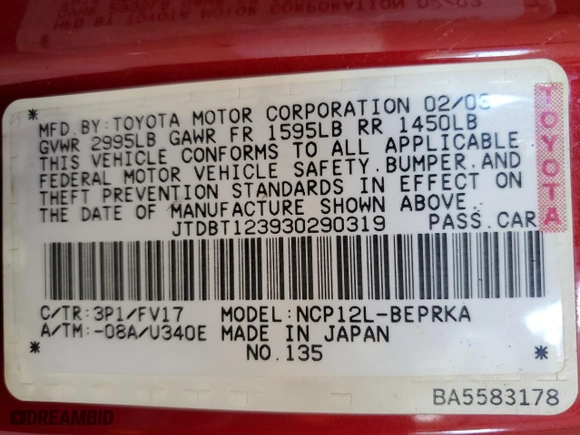 MFD.BY:TOYOTA MOTOR CORPORATION 02/03
GVWR 2995LB GAWR FR 1595LB RR 1450LB
THIS VEHICLE CONFORMS TO ALL APPLICABLE
FEDERAL MOTOR VEHICLE SAFETY,BUMPER,AND
THEFT PREVENTION STANDARDS IN EFFECT ON
THE DATE OF MANUFACTURE SHOWN ABOVE.
JTDBT123930290319 PASS.CAR
TOYOTA
C/TR:3P1/FV17 MODEL:NCP12L-BEPRKA
A/TM:-08A/U340E MADE IN JAPAN
* NO.135 *
BA5583178
DREAMBID